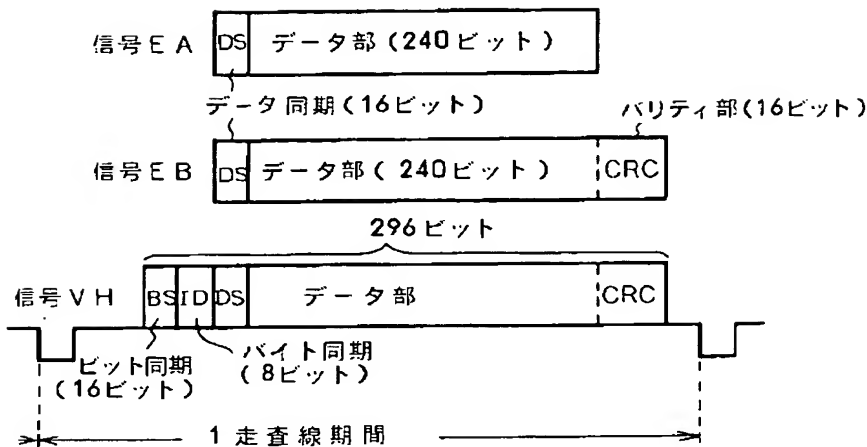 信号EA DS データ部(240ビット)
データ同期(16ビット)
バリティ部(16ビット)
信号EB DS データ部(240ビット) CRC
296ビット
信号VH BS ID DS データ部 CRC
ビット同期
(16ビット)
バイト同期
(8ビット)
1走査線期間